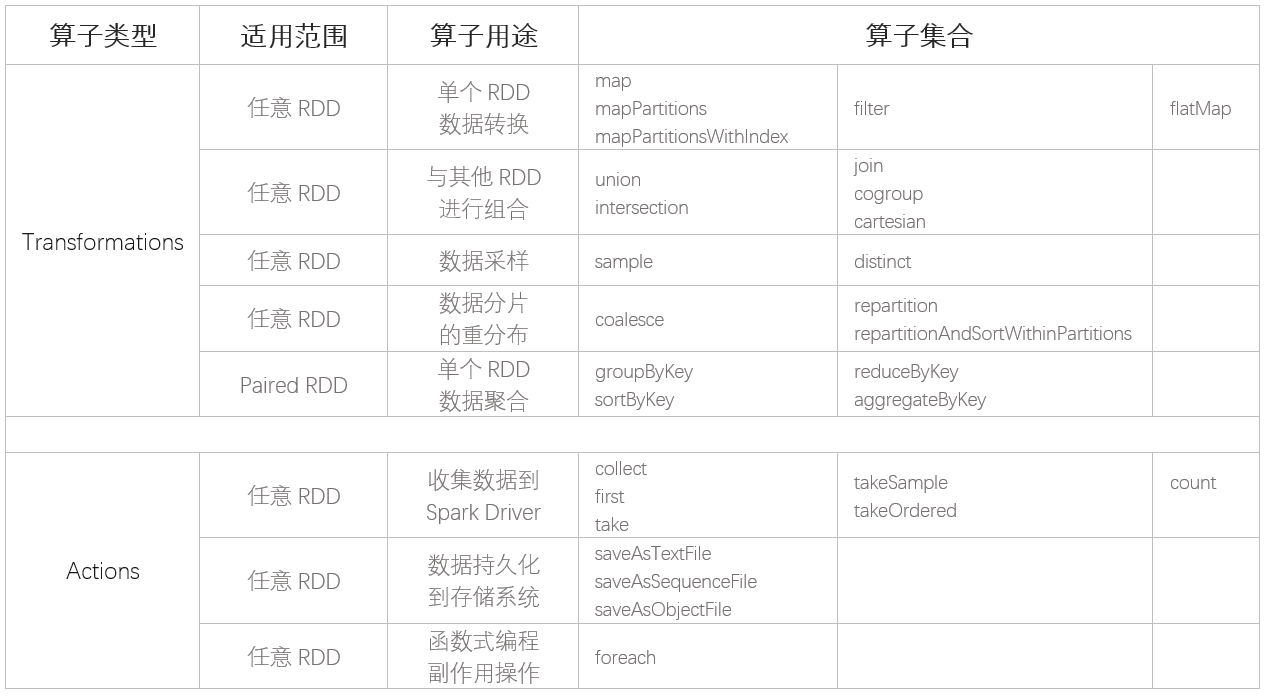 算子类型 适用范围 算子用途 算子集合
Transformations
任意 RDD
单个 RDD
数据转换
map
mapPartitions
mapPartitionsWithIndex
filter
flatMap
任意 RDD
与其他 RDD
进行组合
union
intersection
join
cogroup
cartesian
任意 RDD
数据采样
sample
distinct
任意 RDD
数据分片
的重分布
coalesce
repartition
repartitionAndSortWithinPartitions
Paired RDD
单个 RDD
数据聚合
groupByKey
sortByKey
reduceByKey
aggregateByKey
Actions
任意 RDD
收集数据到
Spark Driver
collect
first
take
takeSample
takeOrdered
count
任意 RDD
数据持久化
到存储系统
saveAsTextFile
saveAsSequenceFile
saveAsObjectFile
任意 RDD
函数式编程
副作用操作
foreach